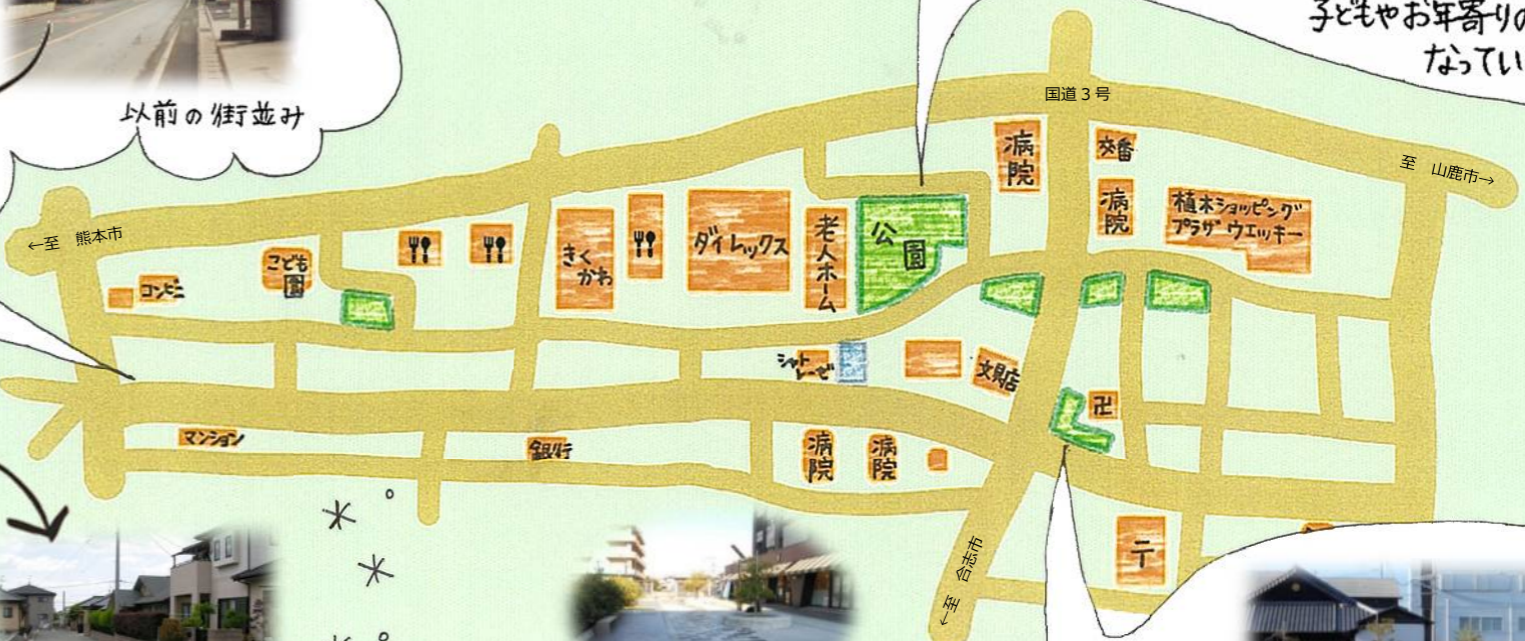 子どもやお年寄りの
なってい
以前の街並み
国道３号
至　山鹿市→
←至　熊本市
病院
交番
病院
植木ショッピング
プラザ ウエッキー
コンビニ
こども
園
きく
かわ
ダイレックス
老人ホーム
公園
シャト
レーゼ
文具店
卍
マンション
銀行
病院
病院
〒
←至　合志市